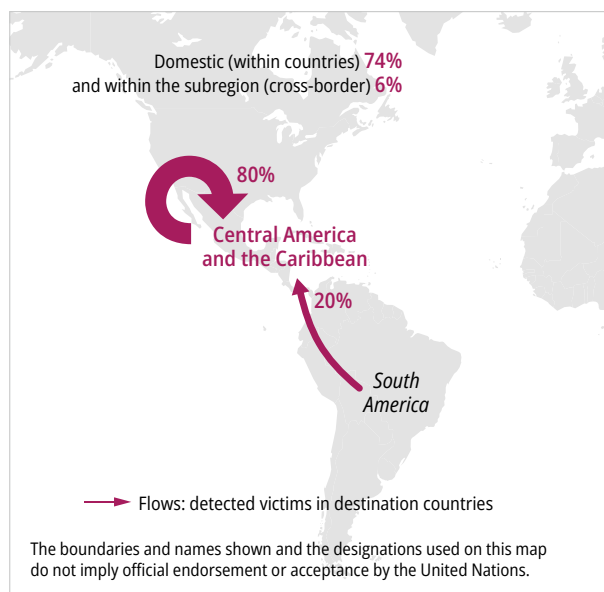 Domestic (within countries) 74%
and within the subregion (cross-border) 6%
80%
Central America
and the Caribbean
20%
South
America
Flows: detected victims in destination countries
The boundaries and names shown and the designations used on this map
do not imply official endorsement or acceptance by the United Nations.